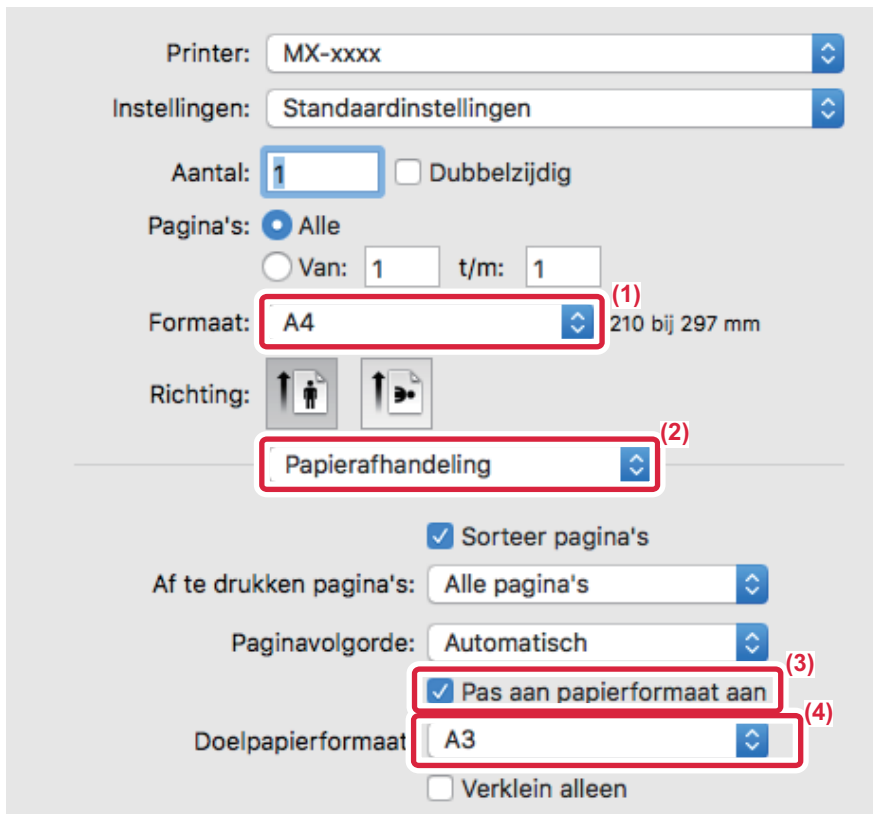 Printer: MX-xxxx
Instellingen: Standaardinstellingen
Aantal: 1 Dubbelzijdig
Pagina's: Alle
Van: 1 t/m: 1
(1)
Formaat: A4 210 bij 297 mm
Richting:
(2)
Papierafhandeling
Sorteer pagina's
Af te drukken pagina's: Alle pagina's
Paginavolgorde: Automatisch
(3)
Pas aan papierformaat aan
(4)
Doelpapierformaat A3
Verklein alleen